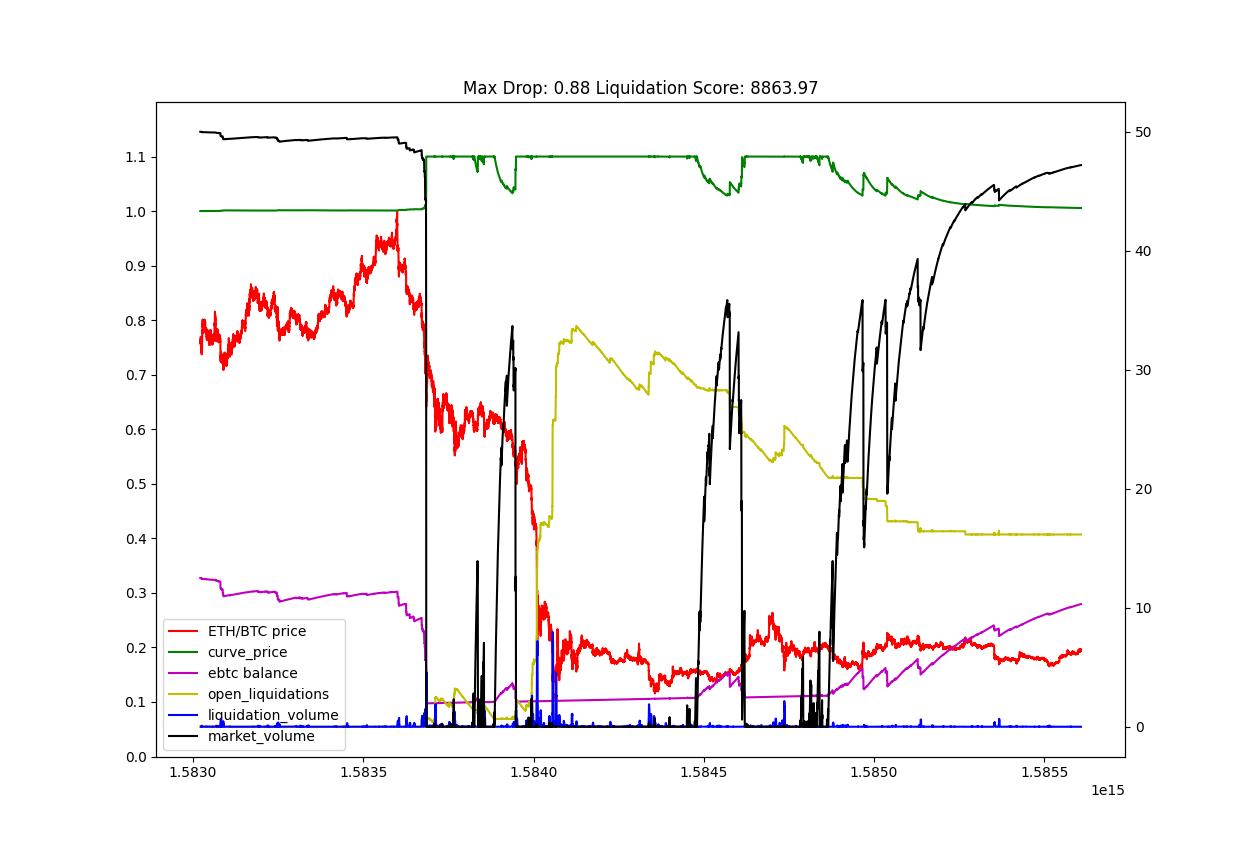 Max Drop: 0.88 Liquidation Score: 8863.97
1.1
1.0
0.9
0.8
0.7
0.6
0.5
0.4
0.3
0.2
0.1
0.0
50
40
30
20
10
0
ETH/BTC price
curve_price
ebtc balance
open_liquidations
liquidation_volume
market_volume
1.5830 1.5835 1.5840 1.5845 1.5850 1.5855
1e15